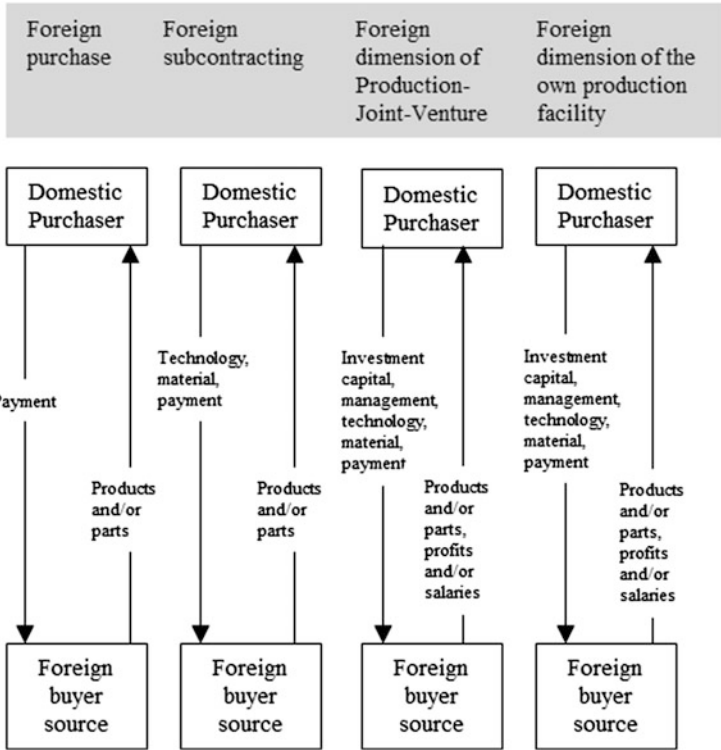 Foreign
purchase
Foreign
subcontracting
Foreign
dimension of
Production-
Joint-Venture
Foreign
dimension of the
own production
facility
Domestic
Purchaser
Domestic
Purchaser
Domestic
Purchaser
Domestic
Purchaser
Payment
Products
and/or
parts
Technology,
material,
payment
Products
and/or
parts
Investment
capital,
management,
technology,
material,
payment
Products
and/or
parts,
profits
and/or
salaries
Investment
capital,
management,
technology,
material,
payment
Products
and/or
parts,
profits
and/or
salaries
Foreign
buyer
source
Foreign
buyer
source
Foreign
buyer
source
Foreign
buyer
source